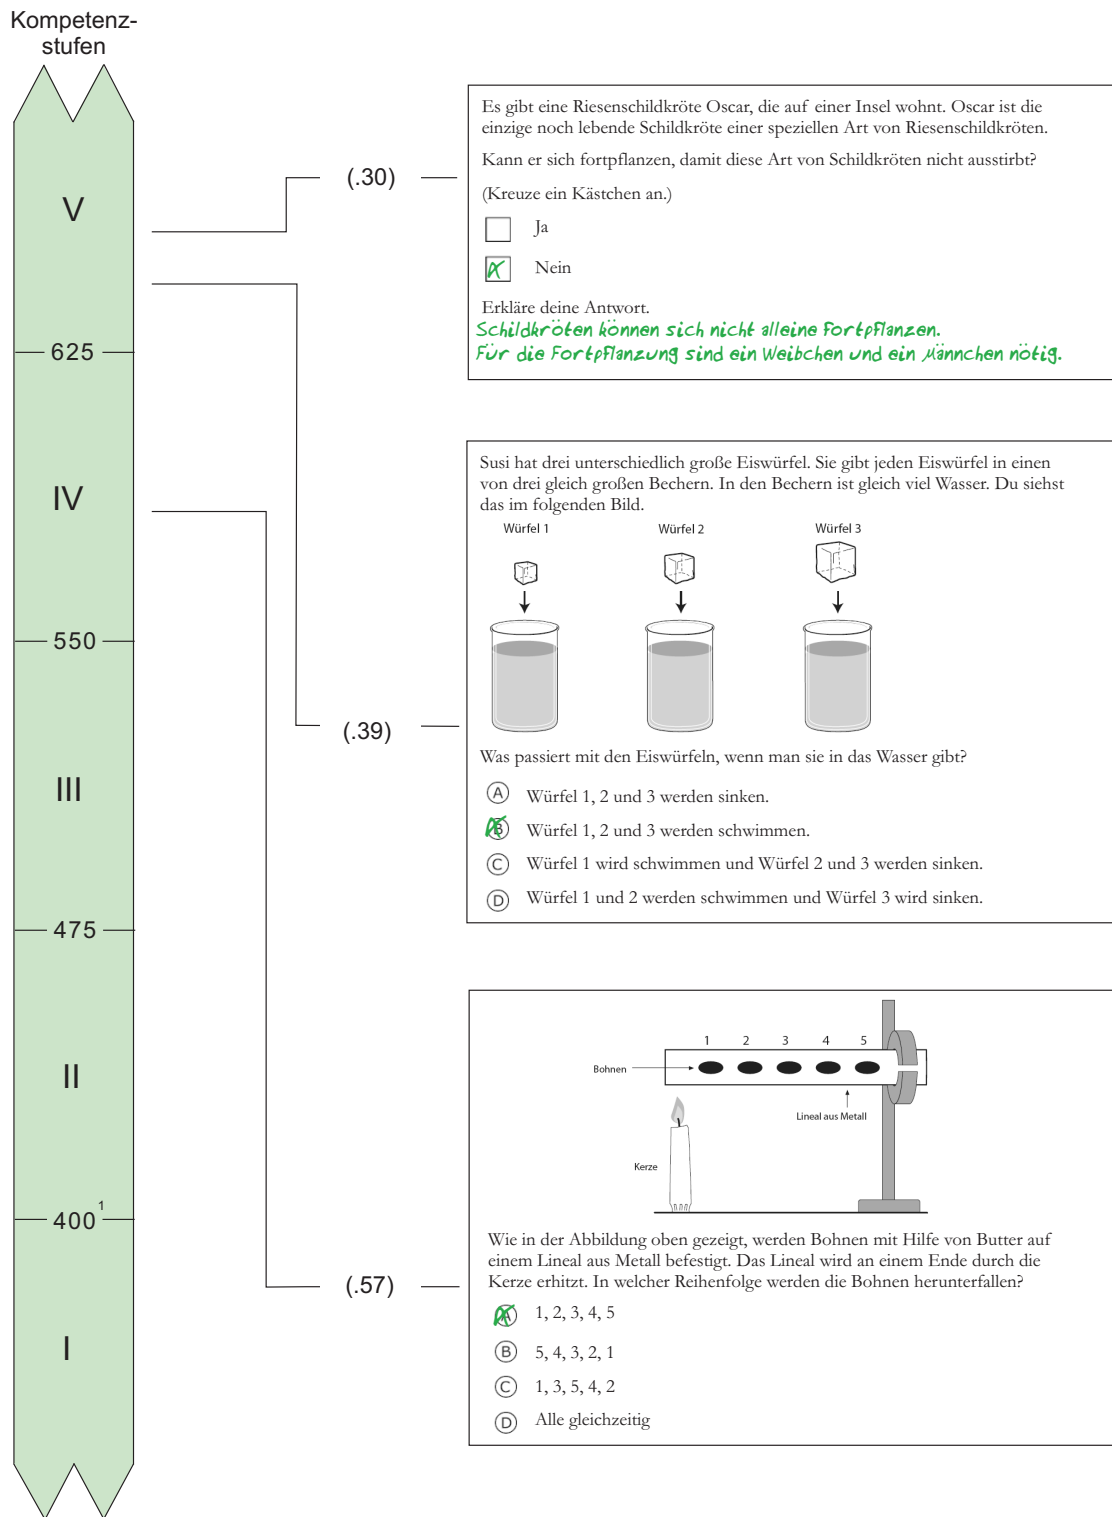 Kompetenz-
stufen
V
625
IV
550
III
475
II
400 1
I
(.30)
Es gibt eine Riesenschildkröte Oscar, die auf einer Insel wohnt. Oscar ist die
einzige noch lebende Schildkröte einer speziellen Art von Riesenschildkröten.
Kann er sich fortpflanzen, damit diese Art von Schildkröten nicht ausstirbt?
(Kreuze ein Kästchen an.)
Ja
Nein
Erkläre deine Antwort.
Schildkröten können sich nicht alleine fortpflanzen.
Für die Fortpflanzung sind ein Weibchen und ein Männchen nötig.
(.39)
Susi hat drei unterschiedlich große Eiswürfel. Sie gibt jeden Eiswürfel in einen
von drei gleich großen Bechern. In den Bechern ist gleich viel Wasser. Du siehst
das im folgenden Bild.
Würfel 1 Würfel 2 Würfel 3
Was passiert mit den Eiswürfeln, wenn man sie in das Wasser gibt?
A Würfel 1, 2 und 3 werden sinken.
B Würfel 1, 2 und 3 werden schwimmen.
C Würfel 1 wird schwimmen und Würfel 2 und 3 werden sinken.
D Würfel 1 und 2 werden schwimmen und Würfel 3 wird sinken.
(.57)
1 2 3 4 5
Bohnen
Lineal aus Metall
Kerze
Wie in der Abbildung oben gezeigt, werden Bohnen mit Hilfe von Butter auf
einem Lineal aus Metall befestigt. Das Lineal wird an einem Ende durch die
Kerze erhitzt. In welcher Reihenfolge werden die Bohnen herunterfallen?
A 1, 2, 3, 4, 5
B 5, 4, 3, 2, 1
C 1, 3, 5, 4, 2
D Alle gleichzeitig